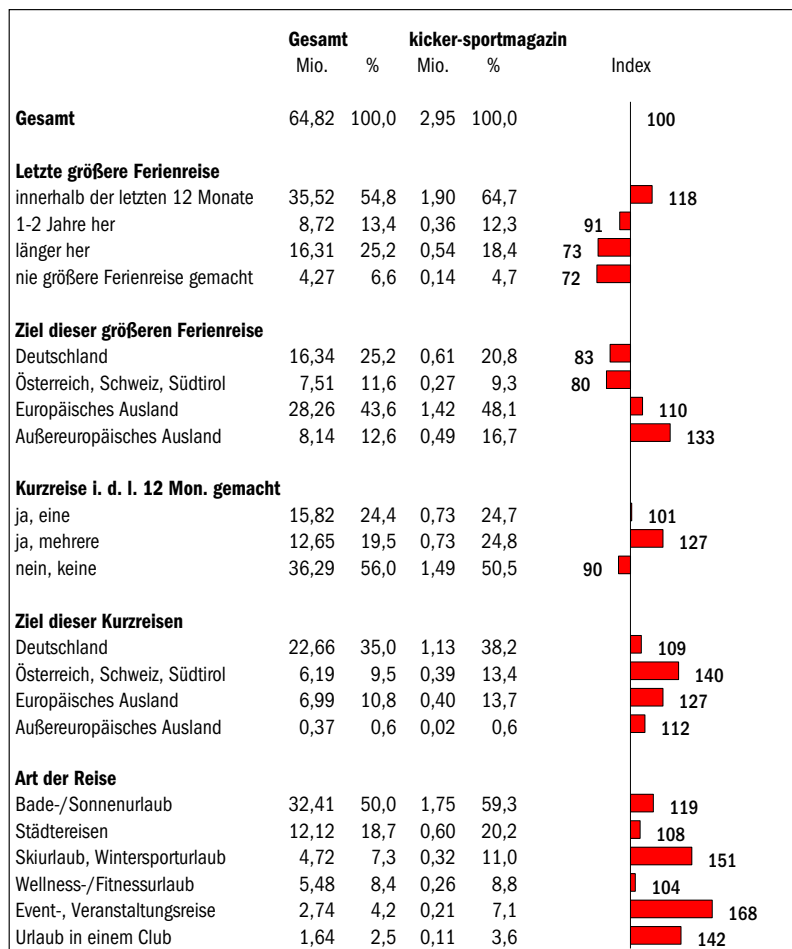 Gesamt kicker-sportmagazin
Mio. % Mio. % Index
Gesamt 64,82 100,0 2,95 100,0 100
Letzte größere Ferienreise
innerhalb der letzten 12 Monate 35,52 54,8 1,90 64,7 118
1-2 Jahre her 8,72 13,4 0,36 12,3 91
länger her 16,31 25,2 0,54 18,4 73
nie größere Ferienreise gemacht 4,27 6,6 0,14 4,7 72
Ziel dieser größeren Ferienreise
Deutschland 16,34 25,2 0,61 20,8 83
Österreich, Schweiz, Südtirol 7,51 11,6 0,27 9,3 80
Europäisches Ausland 28,26 43,6 1,42 48,1 110
Außereuropäisches Ausland 8,14 12,6 0,49 16,7 133
Kurzreise i. d. l. 12 Mon. gemacht
ja, eine 15,82 24,4 0,73 24,7 101
ja, mehrere 12,65 19,5 0,73 24,8 127
nein, keine 36,29 56,0 1,49 50,5 90
Ziel dieser Kurzreisen
Deutschland 22,66 35,0 1,13 38,2 109
Österreich, Schweiz, Südtirol 6,19 9,5 0,39 13,4 140
Europäisches Ausland 6,99 10,8 0,40 13,7 127
Außereuropäisches Ausland 0,37 0,6 0,02 0,6 112
Art der Reise
Bade-/Sonnenurlaub 32,41 50,0 1,75 59,3 119
Städtereisen 12,12 18,7 0,60 20,2 108
Skiurlaub, Wintersporturlaub 4,72 7,3 0,32 11,0 151
Wellness-/Fitnessurlaub 5,48 8,4 0,26 8,8 104
Event-, Veranstaltungsreise 2,74 4,2 0,21 7,1 168
Urlaub in einem Club 1,64 2,5 0,11 3,6 142